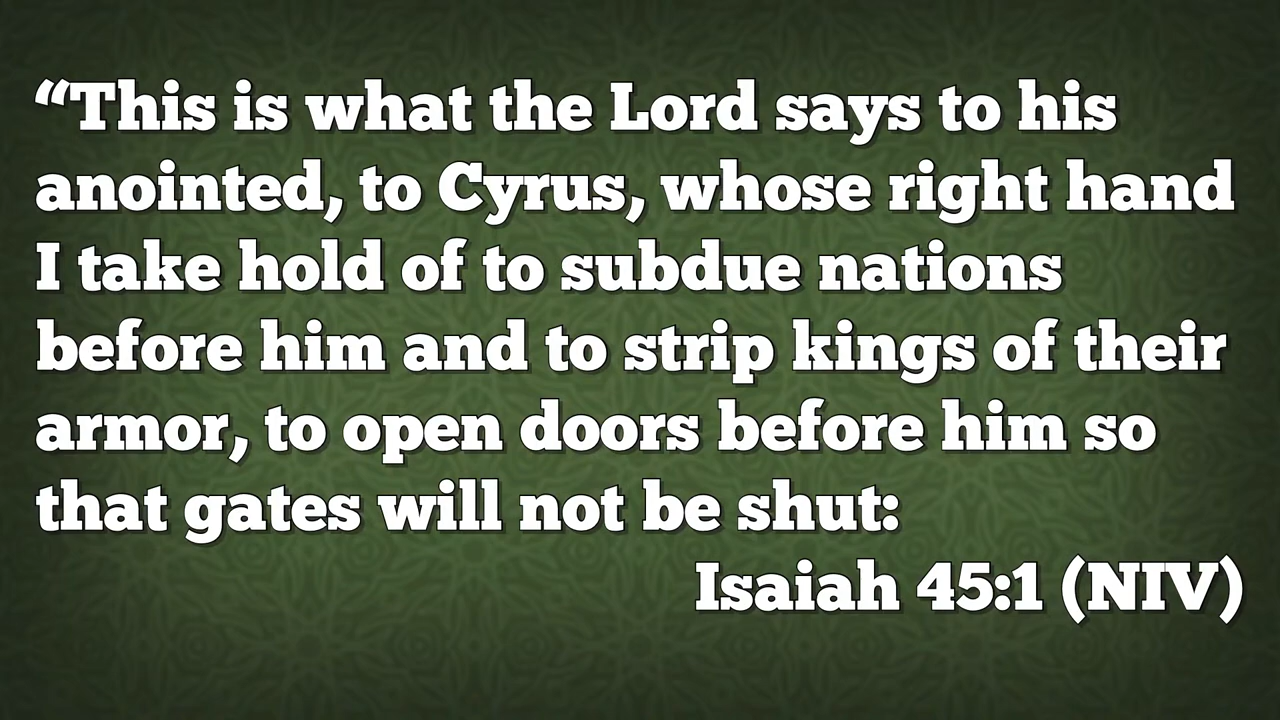 “This is what the Lord says to his
anointed, to Cyrus, whose right hand
I take hold of to subdue nations
before him and to strip kings of their
armor, to open doors before him so
that gates will not be shut:
Isaiah 45:1 (NIV)